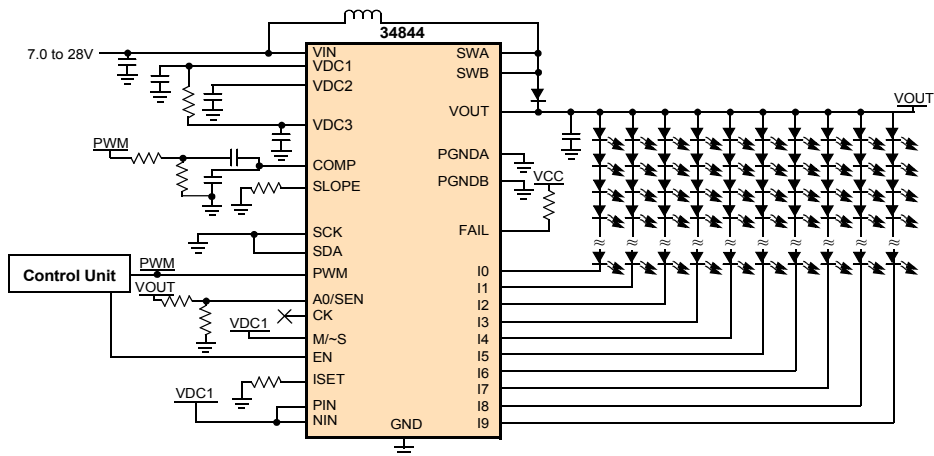 34844
7.0 to 28V
VIN
VDC1
VDC2
VDC3
PWM
COMP
SLOPE
SCK
SDA
Control Unit
PWM
PWM
VOUT
A0/SEN
CK
VDC1
M/~S
EN
ISET
VDC1
PIN
NIN
GND
SWA
SWB
VOUT
VOUT
PGNDA
PGNDB
VCC
FAIL
I0
I1
I2
I3
I4
I5
I6
I7
I8
I9